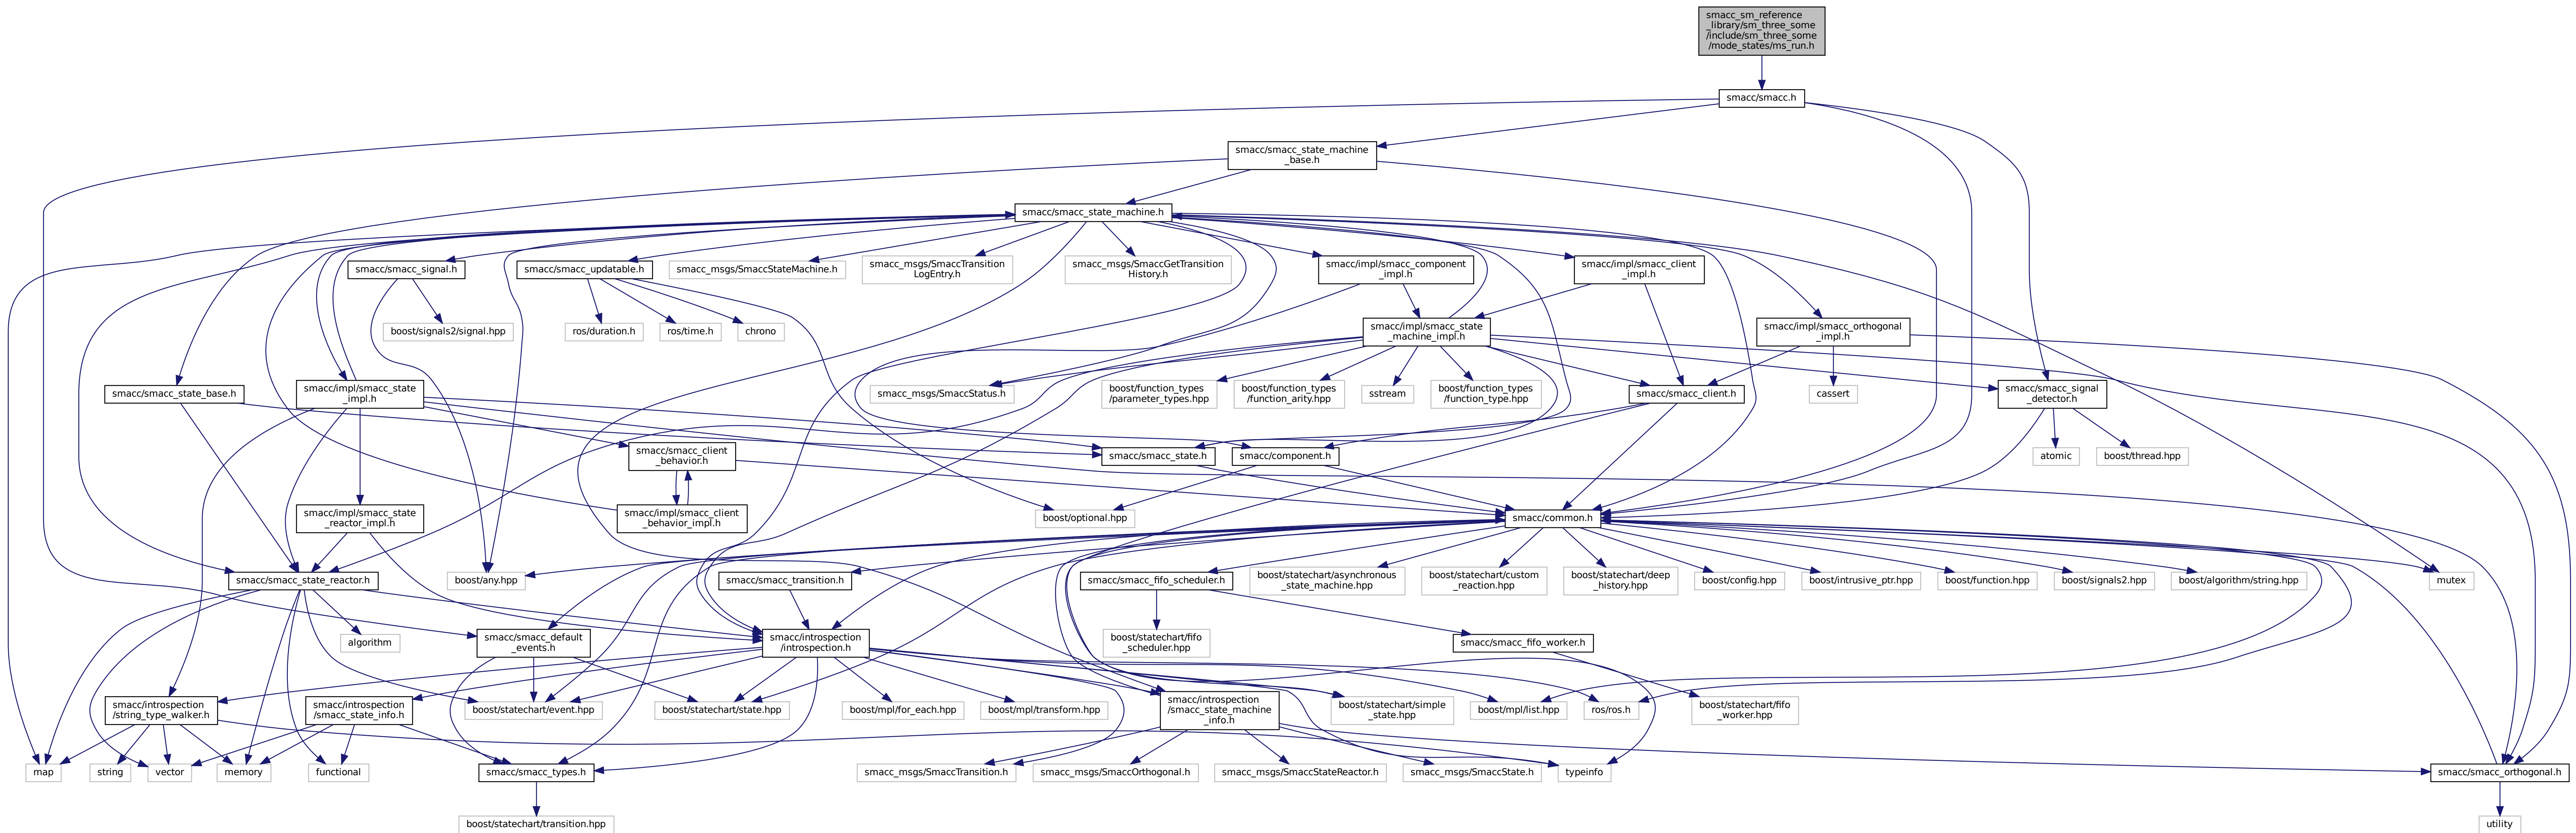 smacc_sm_reference
_library/sm_three_some
/include/sm_three_some
/mode_states/ms_run.h
smacc/smacc.h
smacc/smacc_state_machine
_base.h
smacc/smacc_state_machine.h
smacc/smacc_signal.h
smacc/smacc_updatable.h
smacc_msgs/SmaccStateMachine.h
smacc_msgs/SmaccTransition
LogEntry.h
smacc_msgs/SmaccGetTransition
History.h
smacc/impl/smacc_component
_impl.h
smacc/impl/smacc_client
_impl.h
boost/signals2/signal.hpp
ros/duration.h
ros/time.h
chrono
smacc/impl/smacc_state
_machine_impl.h
smacc/impl/smacc_orthogonal
_impl.h
smacc/smacc_state_base.h
smacc/impl/smacc_state
_impl.h
smacc_msgs/SmaccStatus.h
boost/function_types
/parameter_types.hpp
boost/function_types
/function_arity.hpp
sstream
boost/function_types
/function_type.hpp
smacc/smacc_client.h
cassert
smacc/smacc_signal
_detector.h
smacc/smacc_client
_behavior.h
smacc/smacc_state.h
smacc/component.h
atomic
boost/thread.hpp
smacc/impl/smacc_state
_reactor_impl.h
smacc/impl/smacc_client
_behavior_impl.h
boost/optional.hpp
smacc/common.h
smacc/smacc_state_reactor.h
boost/any.hpp
smacc/smacc_transition.h
smacc/smacc_fifo_scheduler.h
boost/statechart/asynchronous
_state_machine.hpp
boost/statechart/custom
_reaction.hpp
boost/statechart/deep
_history.hpp
boost/config.hpp
boost/intrusive_ptr.hpp
boost/function.hpp
boost/signals2.hpp
boost/algorithm/string.hpp
mutex
algorithm
smacc/smacc_default
_events.h
smacc/introspection
/introspection.h
boost/statechart/fifo
_scheduler.hpp
smacc/smacc_fifo_worker.h
smacc/introspection
/string_type_walker.h
smacc/introspection
/smacc_state_info.h
boost/statechart/event.hpp
boost/statechart/state.hpp
boost/mpl/for_each.hpp
boost/mpl/transform.hpp
smacc/introspection
/smacc_state_machine
_info.h
boost/statechart/simple
_state.hpp
boost/mpl/list.hpp
ros/ros.h
boost/statechart/fifo
_worker.hpp
map
string
vector
memory
functional
smacc/smacc_types.h
smacc_msgs/SmaccTransition.h
smacc_msgs/SmaccOrthogonal.h
smacc_msgs/SmaccStateReactor.h
smacc_msgs/SmaccState.h
typeinfo
smacc/smacc_orthogonal.h
boost/statechart/transition.hpp
utility